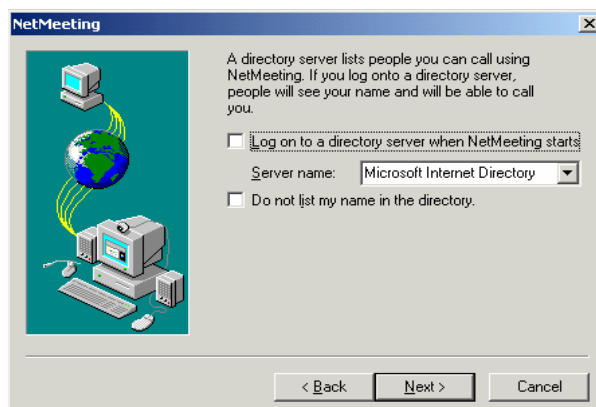 NetMeeting
A directory server lists people you can call using
NetMeeting. If you log onto a directory server,
people will see your name and will be able to call
you.
Log on to a directory server when NetMeeting starts
Server name: Microsoft Internet Directory
Do not list my name in the directory.
< Back Next > Cancel